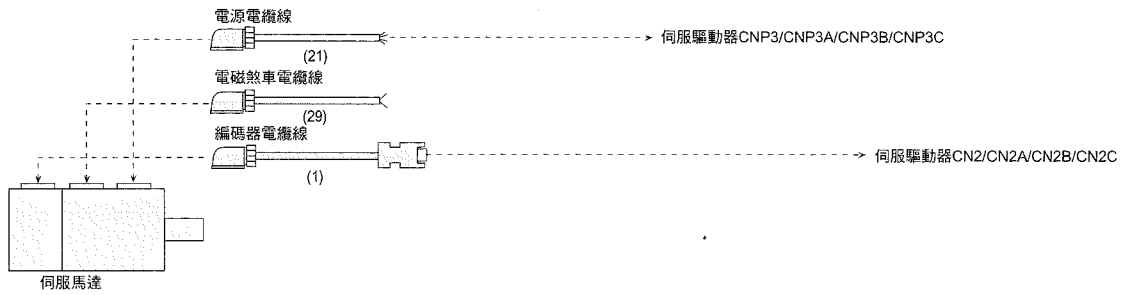 電源電纜線
伺服驅動器CNP3/CNP3A/CNP3B/CNP3C
(21)
電磁煞車電纜線
(29)
編碼器電纜線
伺服驅動器CN2/CN2A/CN2B/CN2C
(1)
伺服馬達